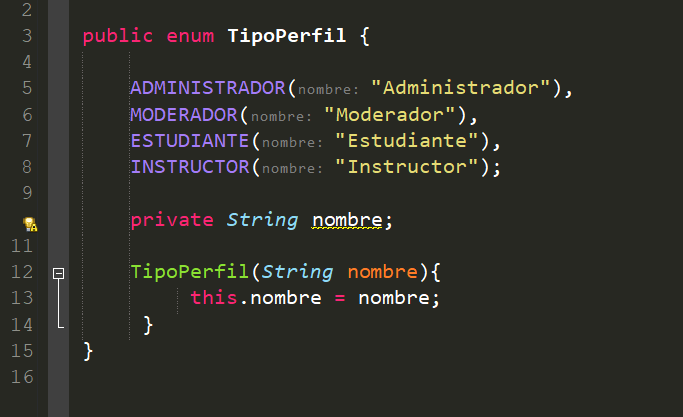 2
3 public enum TipoPerfil {
4
5 ADMINISTRADOR(nombre: "Administrador"),
6 MODERADOR(nombre: "Moderador"),
7 ESTUDIANTE(nombre: "Estudiante"),
8 INSTRUCTOR(nombre: "Instructor");
9
private String nombre;
11
12 TipoPerfil(String nombre){
13 this.nombre = nombre;
14 }
15 }
16